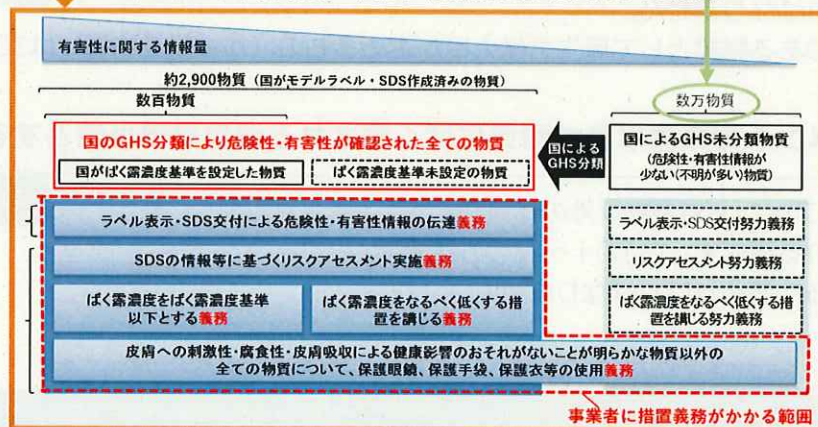 有害性に関する情報量
約2,900物質（国がモデルラベル・SDS作成済みの物質）
数百物質
数万物質
国のGHS分類により危険性・有害性が確認された全ての物質
国がばく露濃度基準を設定した物質
ばく露濃度基準未設定の物質
国による
GHS分類
国によるGHS未分類物質
（危険性・有害性情報が
少ない（不明が多い）物質）
ラベル表示・SDS交付による危険性・有害性情報の伝達義務
ラベル表示・SDS交付努力義務
SDSの情報等に基づくリスクアセスメント実施義務
リスクアセスメント努力義務
ばく露濃度をばく露濃度基準
以下とする義務
ばく露濃度をなるべく低くする措
置を講じる義務
ばく露濃度をなるべく低くする措
置を講じる努力義務
皮膚への刺激性・腐食性・皮膚吸収による健康影響のおそれがないことが明らかな物質以外の
全ての物質について、保護眼鏡、保護手袋、保護衣等の使用義務
事業者に措置義務がかかる範囲